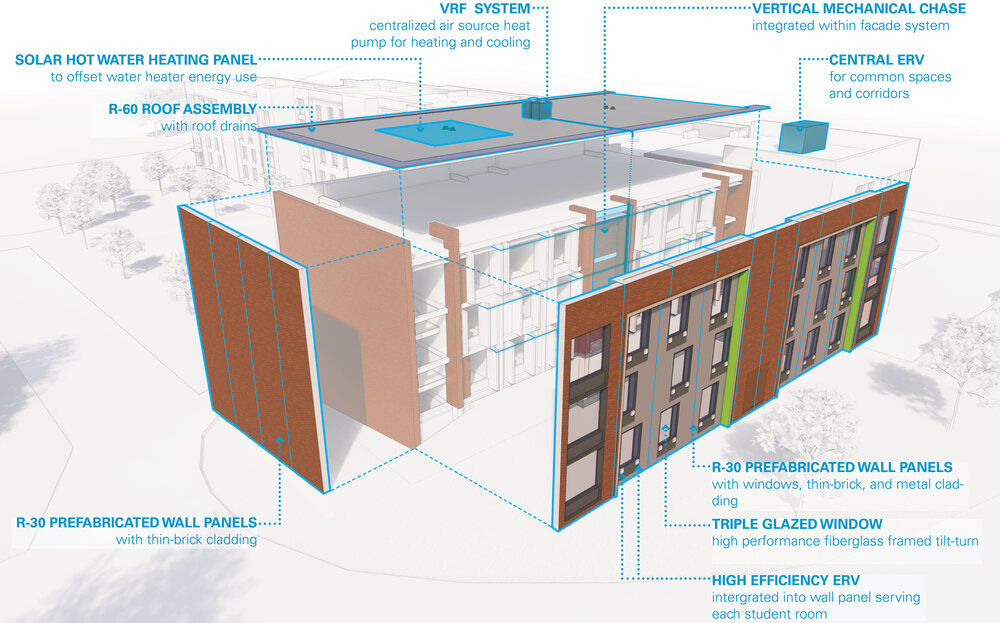 VRF SYSTEM
centralized air source heat
pump for heating and cooling
VERTICAL MECHANICAL CHASE
integrated within facade system
SOLAR HOT WATER HEATING PANEL
to offset water heater energy use
CENTRAL ERV
for common spaces
and corridors
R-60 ROOF ASSEMBLY
with roof drains
R-30 PREFABRICATED WALL PANELS
with windows, thin-brick, and metal clad-
ding
R-30 PREFABRICATED WALL PANELS
with thin-brick cladding
TRIPLE GLAZED WINDOW
high performance fiberglass framed tilt-turn
HIGH EFFICIENCY ERV
intergrated into wall panel serving
each student room